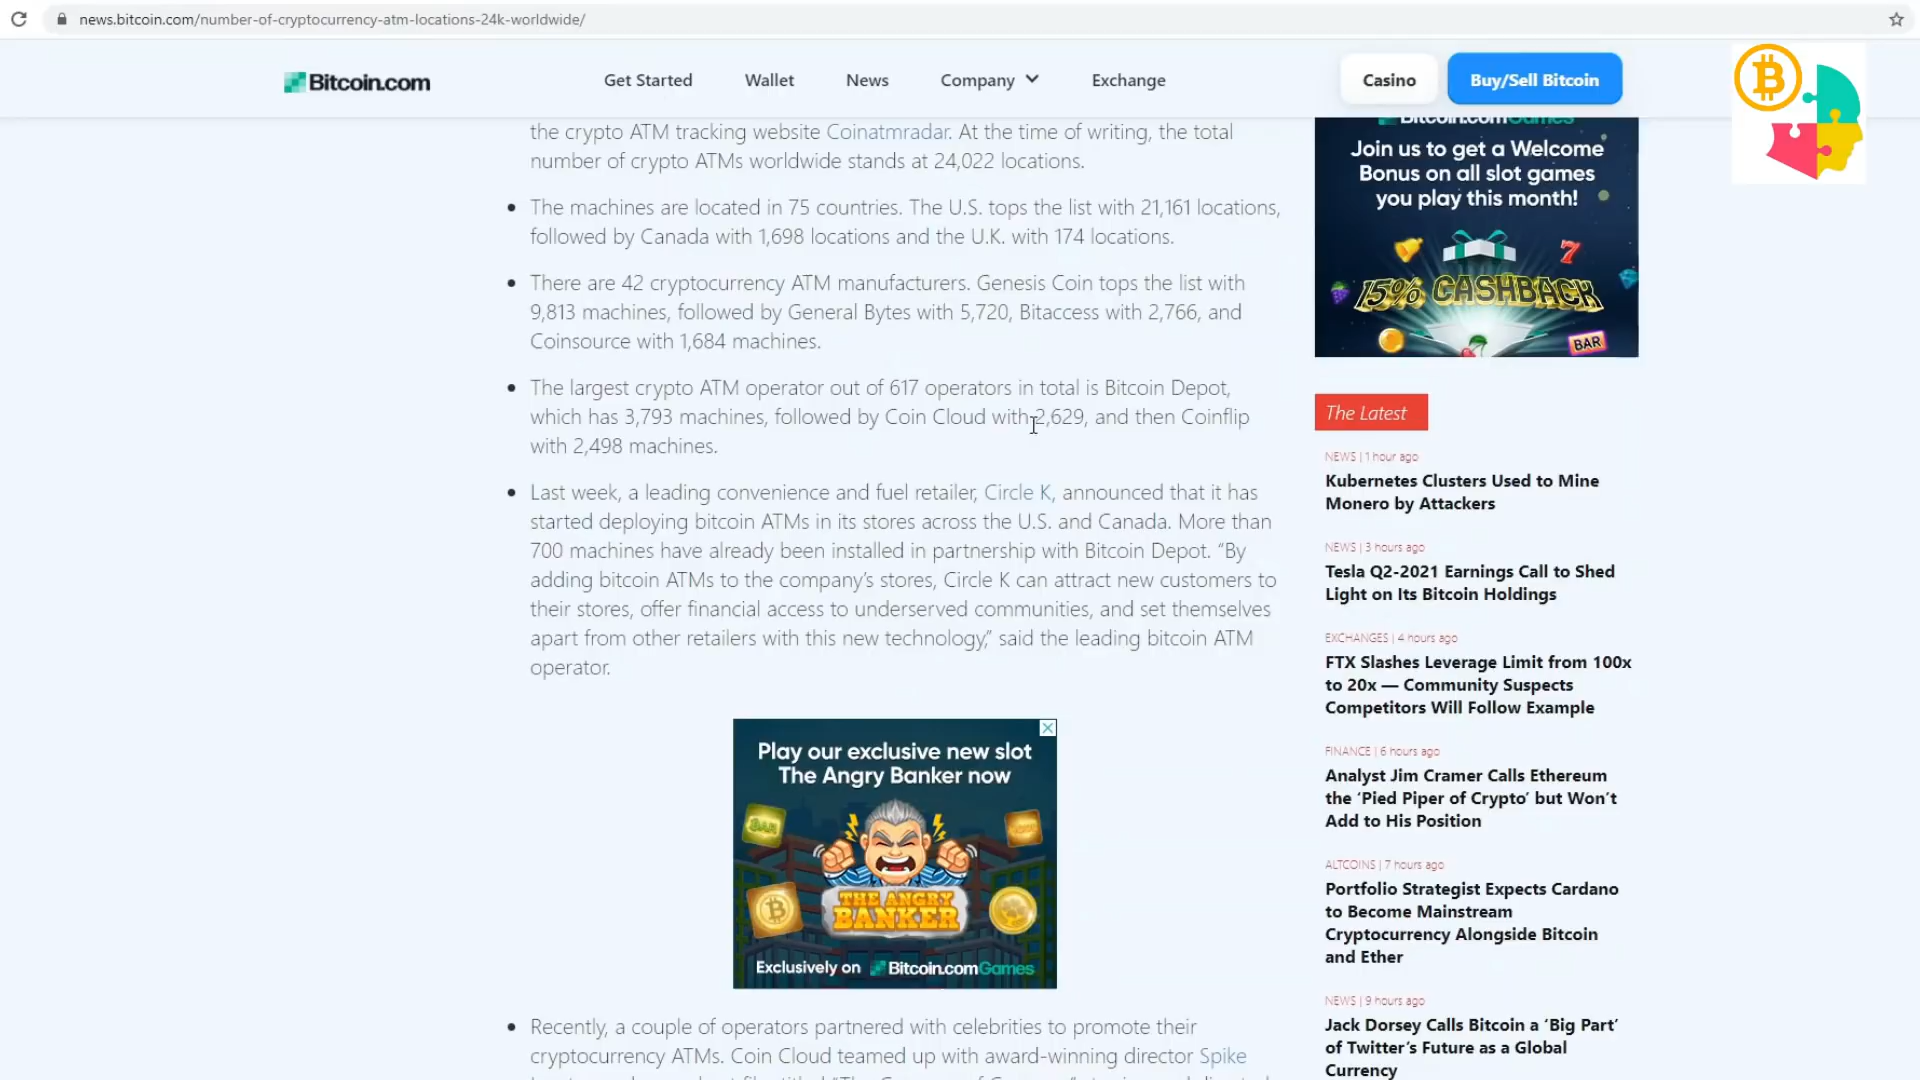 news.bitcoin.com/number-of-cryptocurrency-atm-locations-24k-worldwide/
Bitcoin.com
Get Started
Wallet
News
Company
Exchange
Casino
Buy/Sell Bitcoin
the crypto ATM tracking website Coinatmradar. At the time of writing, the total
number of crypto ATMs worldwide stands at 24,022 locations.
The machines are located in 75 countries. The U.S. tops the list with 21,161 locations,
followed by Canada with 1,698 locations and the U.K. with 174 locations.
There are 42 cryptocurrency ATM manufacturers. Genesis Coin tops the list with
9,813 machines, followed by General Bytes with 5,720, Bitaccess with 2,766, and
Coinsource with 1,684 machines.
The largest crypto ATM operator out of 617 operators in total is Bitcoin Depot,
which has 3,793 machines, followed by Coin Cloud with 2,629, and then Coinflip
with 2,498 machines.
Last week, a leading convenience and fuel retailer, Circle K, announced that it has
started deploying bitcoin ATMs in its stores across the U.S. and Canada. More than
700 machines have already been installed in partnership with Bitcoin Depot. “By
adding bitcoin ATMs to the company’s stores, Circle K can attract new customers to
their stores, offer financial access to underserved communities, and set themselves
apart from other retailers with this new technology,” said the leading bitcoin ATM
operator.
Play our exclusive new slot
The Angry Banker now
BAR
THE ANGRY
BANKER
Exclusively on Bitcoin.comGames
Recently, a couple of operators partnered with celebrities to promote their
cryptocurrency ATMs. Coin Cloud teamed up with award-winning director Spike
Bitcoin.comGames
Join us to get a Welcome
Bonus on all slot games
you play this month!
7
15% CASHBACK
BAR
The Latest
NEWS | 1 hour ago
Kubernetes Clusters Used to Mine
Monero by Attackers
NEWS | 3 hours ago
Tesla Q2-2021 Earnings Call to Shed
Light on Its Bitcoin Holdings
EXCHANGES | 4 hours ago
FTX Slashes Leverage Limit from 100x
to 20x — Community Suspects
Competitors Will Follow Example
FINANCE | 6 hours ago
Analyst Jim Cramer Calls Ethereum
the ‘Pied Piper of Crypto’ but Won’t
Add to His Position
ALTCOINS | 7 hours ago
Portfolio Strategist Expects Cardano
to Become Mainstream
Cryptocurrency Alongside Bitcoin
and Ether
NEWS | 9 hours ago
Jack Dorsey Calls Bitcoin a ‘Big Part’
of Twitter’s Future as a Global
Currency